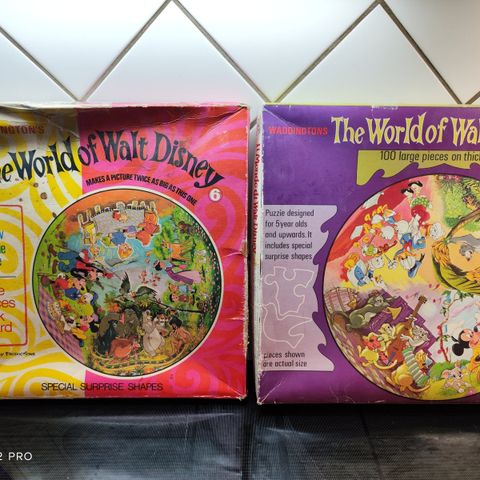 NGTON'S
he World of Walt Disney
MAKES A PICTURE TWICE AS BIG AS THIS ONE
6
SPECIAL SURPRISE SHAPES
WADDINGTONS
The World of Wal
100 large pieces on thic
Puzzle designed
for 5 year olds
and upwards. It
includes special
surprise shapes
pieces shown
are actual size
2 PRO